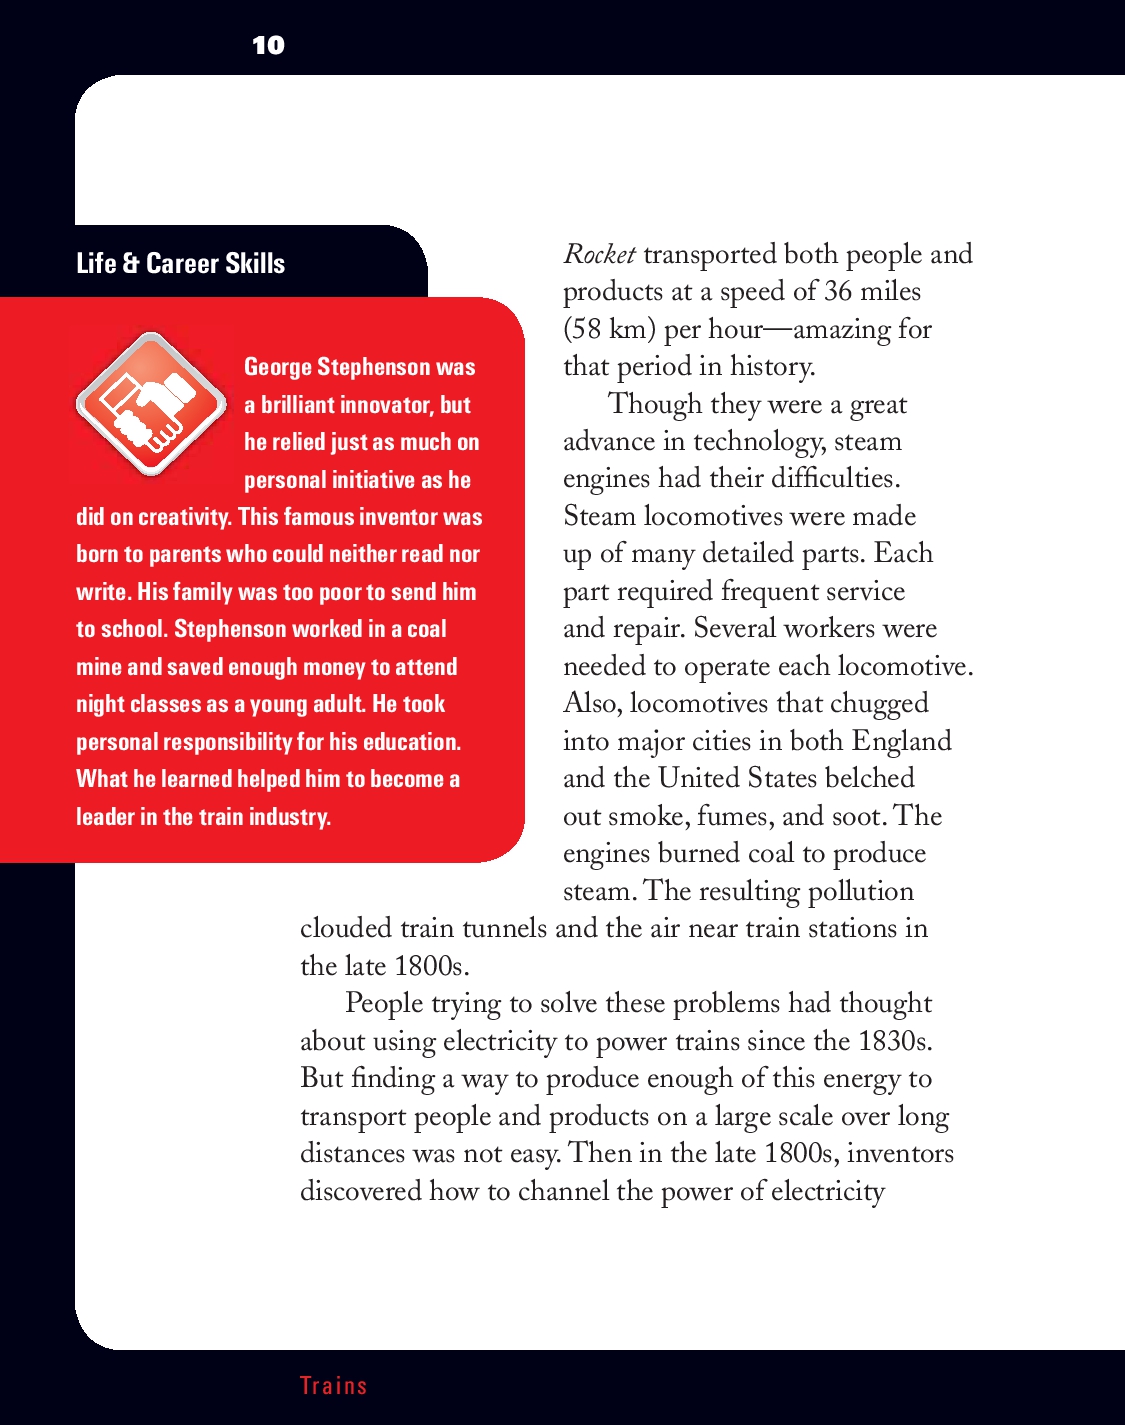 10
Life & Career Skills
George Stephenson was
a brilliant innovator, but
he relied just as much on
personal initiative as he
did on creativity. This famous inventor was
born to parents who could neither read nor
write. His family was too poor to send him
to school. Stephenson worked in a coal
mine and saved enough money to attend
night classes as a young adult. He took
personal responsibility for his education.
What he learned helped him to become a
leader in the train industry.
Rocket transported both people and
products at a speed of 36 miles
(58 km) per hour—amazing for
that period in history.
Though they were a great
advance in technology, steam
engines had their difficulties.
Steam locomotives were made
up of many detailed parts. Each
part required frequent service
and repair. Several workers were
needed to operate each locomotive.
Also, locomotives that chugged
into major cities in both England
and the United States belched
out smoke, fumes, and soot. The
engines burned coal to produce
steam. The resulting pollution
clouded train tunnels and the air near train stations in
the late 1800s.
People trying to solve these problems had thought
about using electricity to power trains since the 1830s.
But finding a way to produce enough of this energy to
transport people and products on a large scale over long
distances was not easy. Then in the late 1800s, inventors
discovered how to channel the power of electricity
Trains